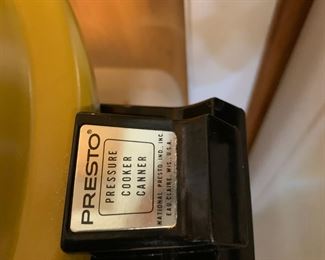 PRESTO®
PRESSURE
COOKER
CANNER
NATIONAL PRESTO IND., INC.
EAU CLAIRE, WIS., U.S.A.